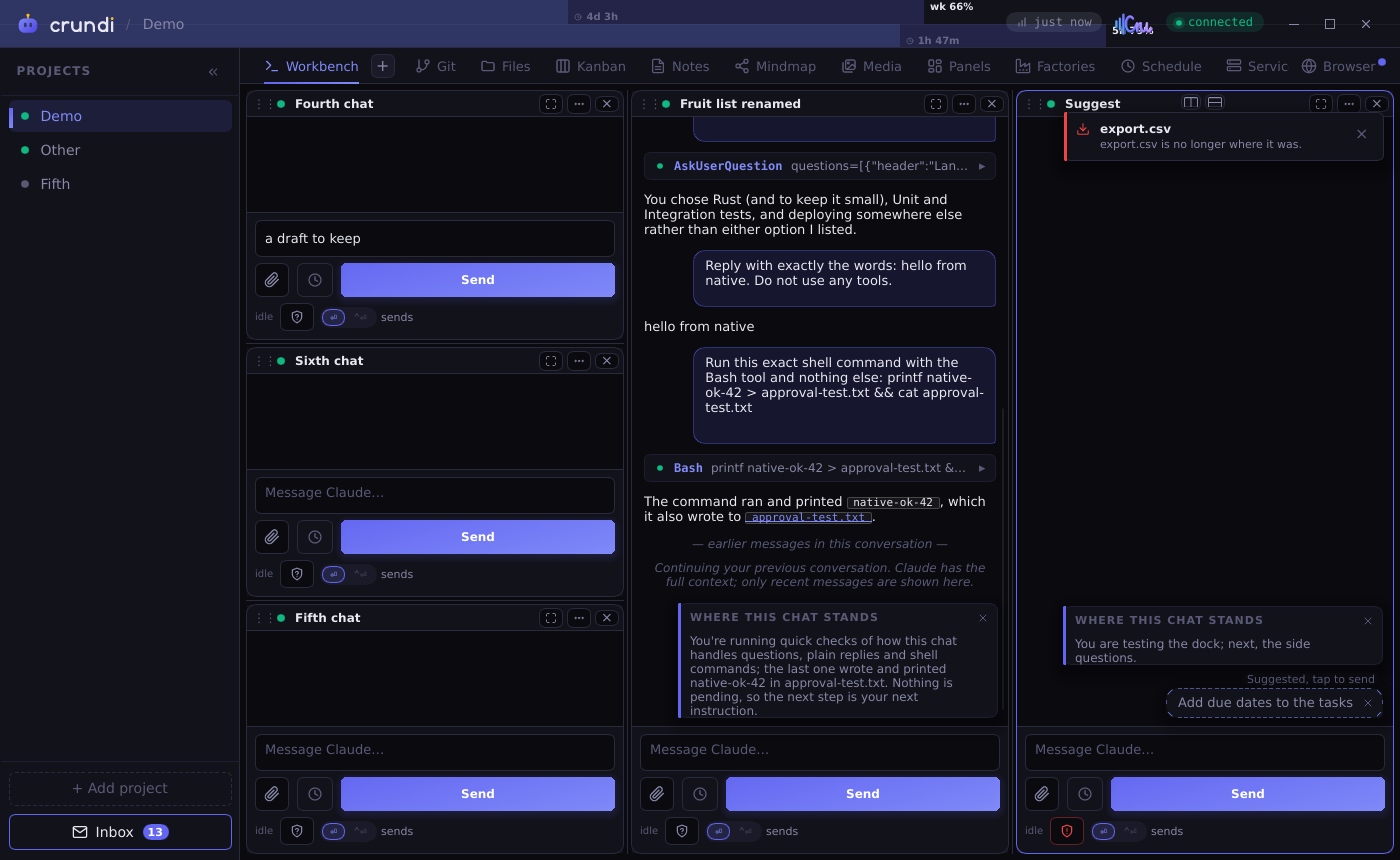 crundi / Demo
4d 3h
wk 66%
1h 47m
just now
connected
PROJECTS
«
Demo
Other
Fifth
+ Add project
Inbox 13
Workbench
+
Git
Files
Kanban
Notes
Mindmap
Media
Panels
Factories
Schedule
Servic
Browser
Fourth chat
a draft to keep
Send
idle
sends
Sixth chat
Message Claude...
Send
idle
sends
Fifth chat
Message Claude...
Send
idle
sends
Fruit list renamed
AskUserQuestion questions=[{"header":"Lan...
You chose Rust (and to keep it small), Unit and
Integration tests, and deploying somewhere else
rather than either option I listed.
Reply with exactly the words: hello from
native. Do not use any tools.
hello from native
Run this exact shell command with the
Bash tool and nothing else: printf native-
ok-42 > approval-test.txt && cat approval-
test.txt
Bash printf native-ok-42 > approval-test.txt &...
The command ran and printed native-ok-42, which
it also wrote to approval-test.txt.
— earlier messages in this conversation —
Continuing your previous conversation. Claude has the
full context; only recent messages are shown here.
WHERE THIS CHAT STANDS
You're running quick checks of how this chat
handles questions, plain replies and shell
commands; the last one wrote and printed
native-ok-42 in approval-test.txt. Nothing is
pending, so the next step is your next
instruction.
Message Claude...
Send
idle
sends
Suggest
export.csv
export.csv is no longer where it was.
WHERE THIS CHAT STANDS
You are testing the dock; next, the side
questions.
Suggested, tap to send
Add due dates to the tasks
Message Claude...
Send
idle
sends